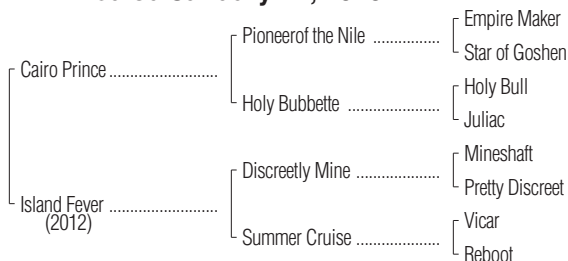 Empire Maker
Pioneerof the Nile
Star of Goshen
Cairo Prince
Holy Bull
Holy Bubbette
Juliac
Mineshaft
Discreetly Mine
Pretty Discreet
Island Fever
(2012)
Vicar
Summer Cruise
Reboot